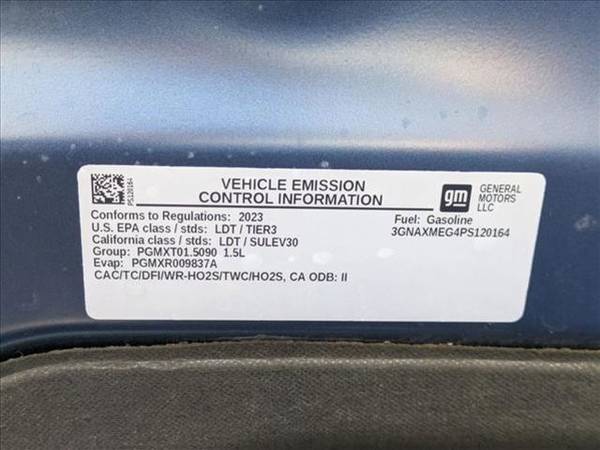 PS120164
VEHICLE EMISSION
CONTROL INFORMATION
gm
GENERAL
MOTORS
LLC
Conforms to Regulations: 2023
U.S. EPA class / stds: LDT / TIER3
California class / stds: LDT / SULEV30
Group: PGMXT01.5090 1.5L
Evap: PGMXR009837A
Fuel: Gasoline
3GNAXMEG4PS120164
CAC/TC/DFI/WR-HO2S/TWC/HO2S, CA ODB: II